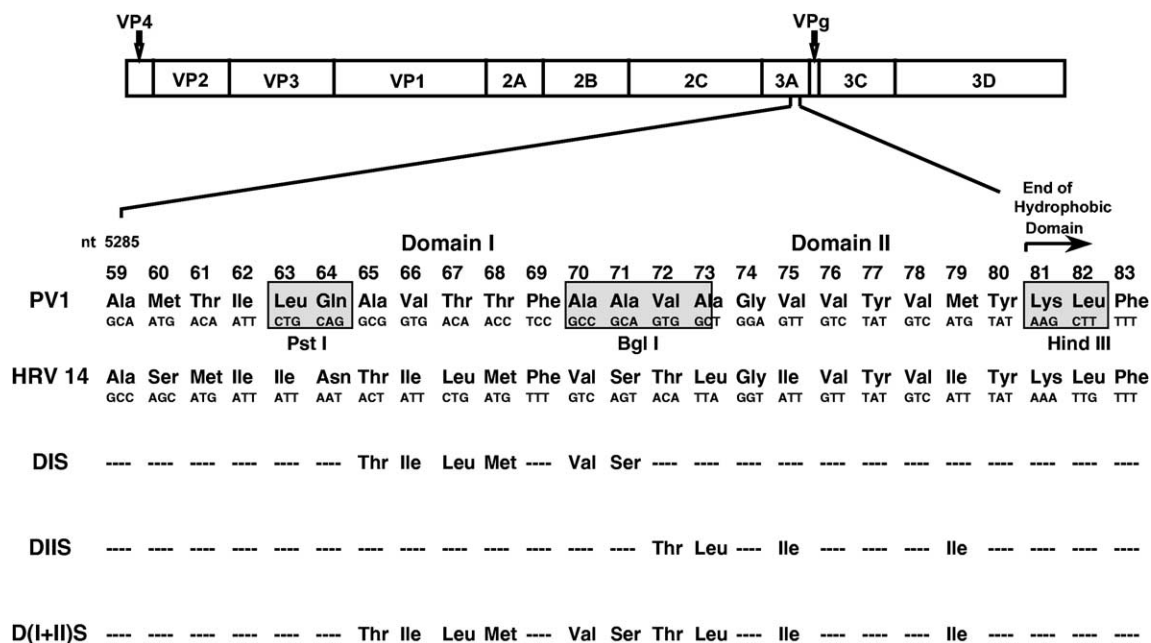 VP4 VPg
VP2 VP3 VP1 2A 2B 2C 3A 3C 3D
End of
Hydrophobic
Domain
nt 5285 Domain I Domain II
59 60 61 62 63 64 65 66 67 68 69 70 71 72 73 74 75 76 77 78 79 80 81 82 83
PV1 Ala Met Thr Ile Leu Gln Ala Val Thr Thr Phe Ala Ala Val Ala Gly Val Val Tyr Val Met Tyr Lys Leu Phe
GCA ATG ACA ATT CTG CAG GCG GTG ACA ACC TCC GCC GCA GTG GCT GGA GTT GTC TAT GTC ATG TAT AAG CTT TTT
Pst I Bgl I Hind III
HRV 14 Ala Ser Met Ile Ile Asn Thr Ile Leu Met Phe Val Ser Thr Leu Gly Ile Val Tyr Val Ile Tyr Lys Leu Phe
GCC AGC ATG ATT ATT AAT ACT ATT CTG ATG TTT GTC AGT ACA TTA GGT ATT GTT TAT GTC ATT TAT AAA TTG TTT
DIS ---- ---- ---- ---- ---- ---- Thr Ile Leu Met ---- Val Ser ---- ---- ---- ---- ---- ---- ---- ---- ---- ---- ---- ----
DIIS ---- ---- ---- ---- ---- ---- ---- ---- ---- ---- ---- ---- ---- Thr Leu ---- Ile ---- ---- ---- Ile ---- ---- ---- ----
D(I+II)S ---- ---- ---- ---- ---- ---- Thr Ile Leu Met ---- Val Ser Thr Leu ---- Ile ---- ---- ---- Ile ---- ---- ---- ----